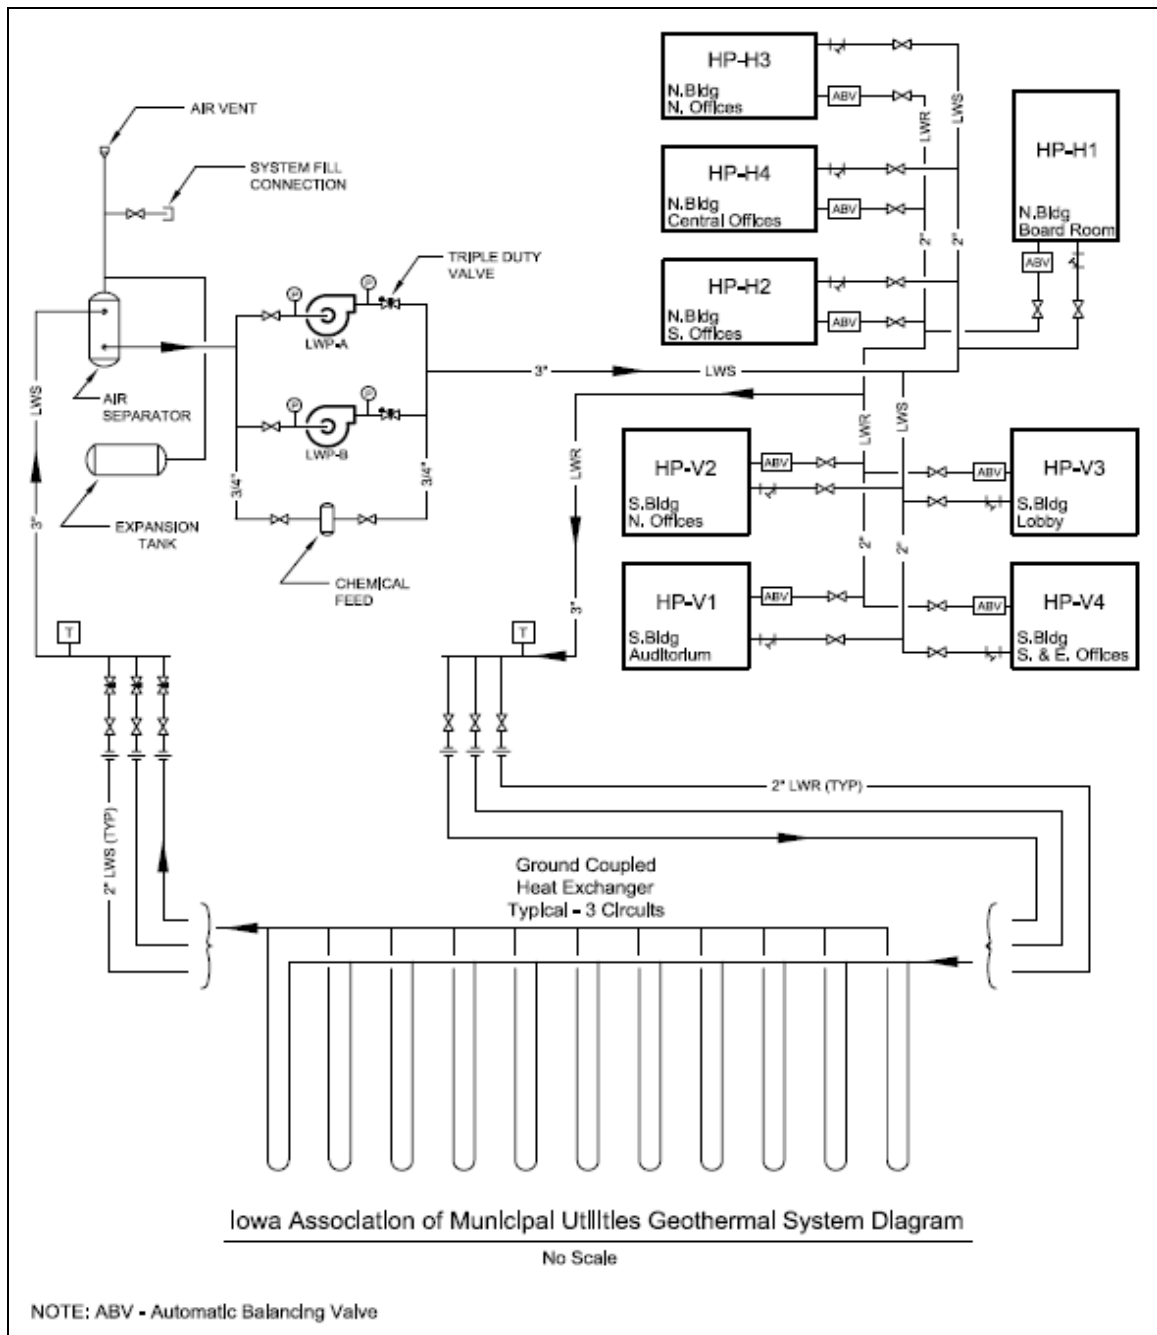 AIR VENT
SYSTEM FILL
CONNECTION
TRIPLE DUTY
VALVE
P
P
LWP-A
P
P
LWP-B
AIR
SEPARATOR
EXPANSION
TANK
CHEMICAL
FEED
LWS
3"
3/4"
3/4"
3"
LWS
LWR
3"
T
T
HP-H3
N.Bldg
N. Offices
ABV
HP-H4
N.Bldg
Central Offices
ABV
HP-H2
N.Bldg
S. Offices
ABV
LWR
LWS
2"
2"
HP-H1
N.Bldg
Board Room
ABV
LWR
LWS
2"
2"
HP-V2
S.Bldg
N. Offices
ABV
HP-V3
S.Bldg
Lobby
ABV
HP-V1
S.Bldg
Auditorium
ABV
HP-V4
S.Bldg
S. & E. Offices
ABV
2" LWS (TYP)
2" LWR (TYP)
Ground Coupled
Heat Exchanger
Typical - 3 Circuits
Iowa Association of Municipal Utilities Geothermal System Diagram
No Scale
NOTE: ABV - Automatic Balancing Valve